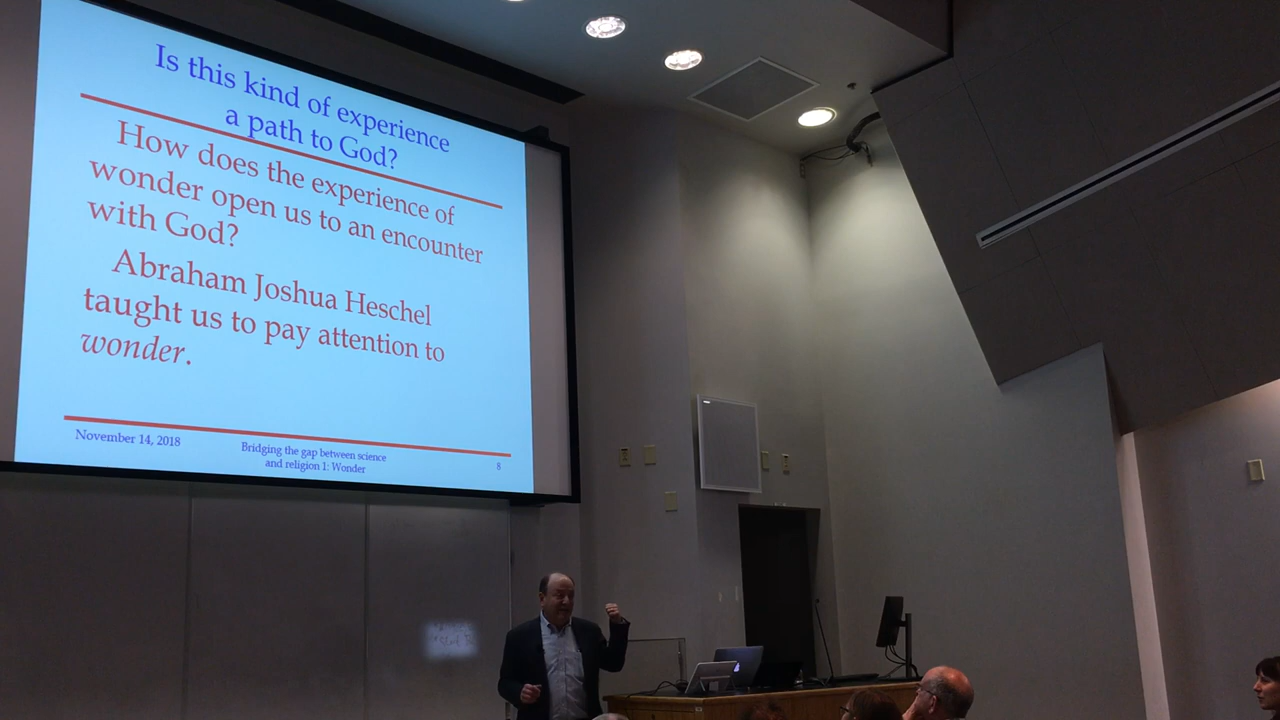 Is this kind of experience
a path to God?
How does the experience of
wonder open us to an encounter
with God?
Abraham Joshua Heschel
taught us to pay attention to
wonder.
November 14, 2018
Bridging the gap between science
and religion 1: Wonder
8